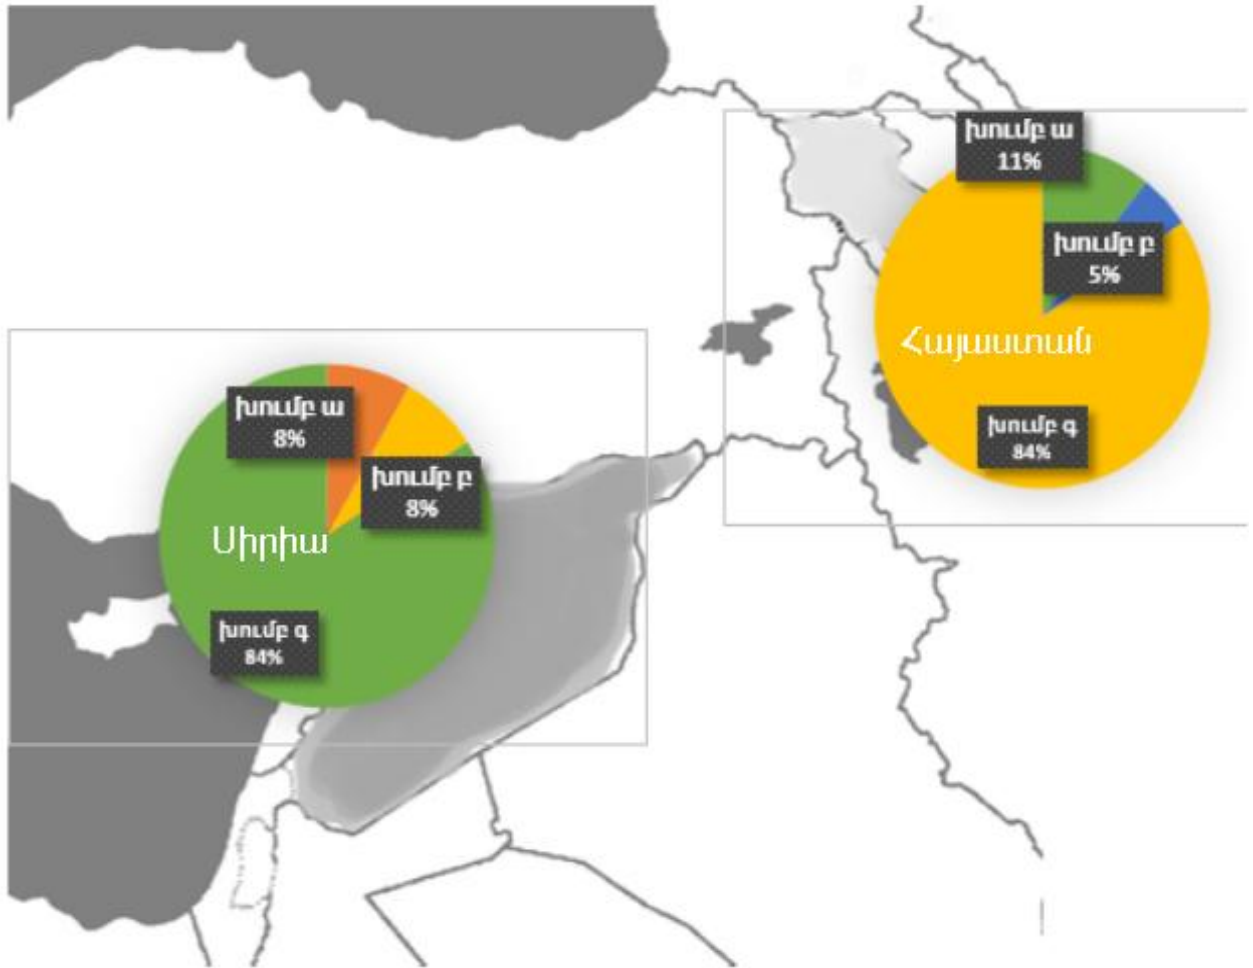 խումբ ա
11%
խումբ բ
5%
Հայաստան
խումբ գ
84%
խումբ ա
8%
խումբ բ
8%
Սիրիա
խումբ գ
84%